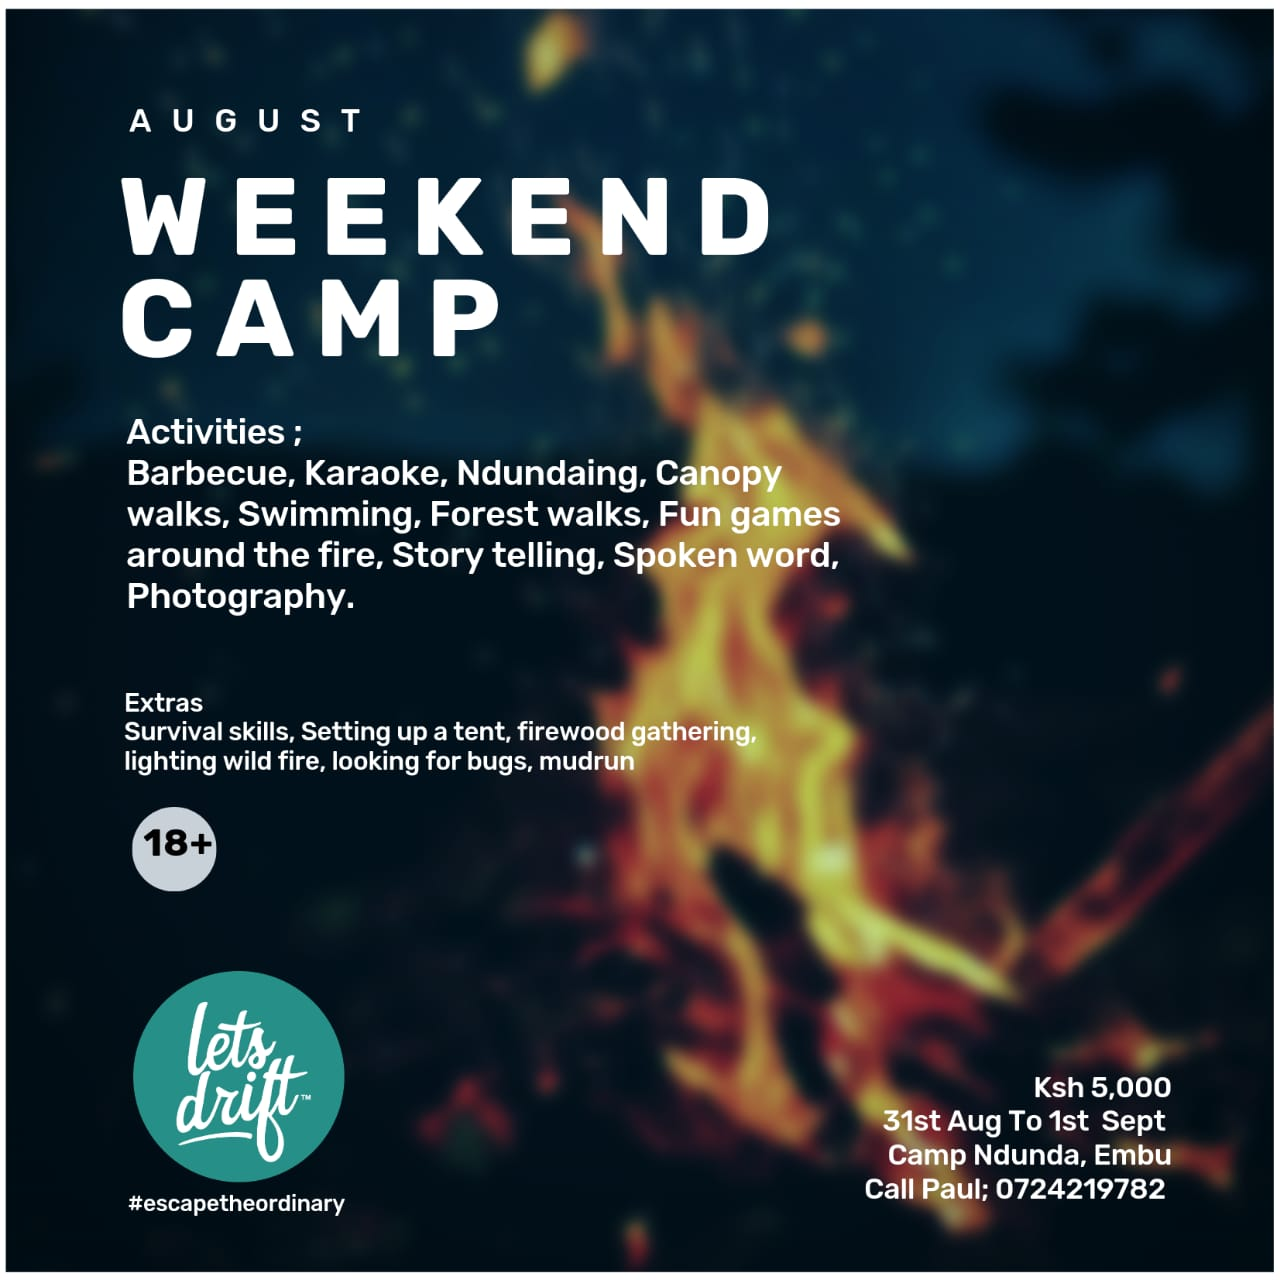 AUGUST
WEEKEND
CAMP
Activities ;
Barbecue, Karaoke, Ndundaing, Canopy
walks, Swimming, Forest walks, Fun games
around the fire, Story telling, Spoken word,
Photography.
Extras
Survival skills, Setting up a tent, firewood gathering,
lighting wild fire, looking for bugs, mudrun
18+
lets
drift™
#escapetheordinary
Ksh 5,000
31st Aug To 1st Sept
Camp Ndunda, Embu
Call Paul; 0724219782